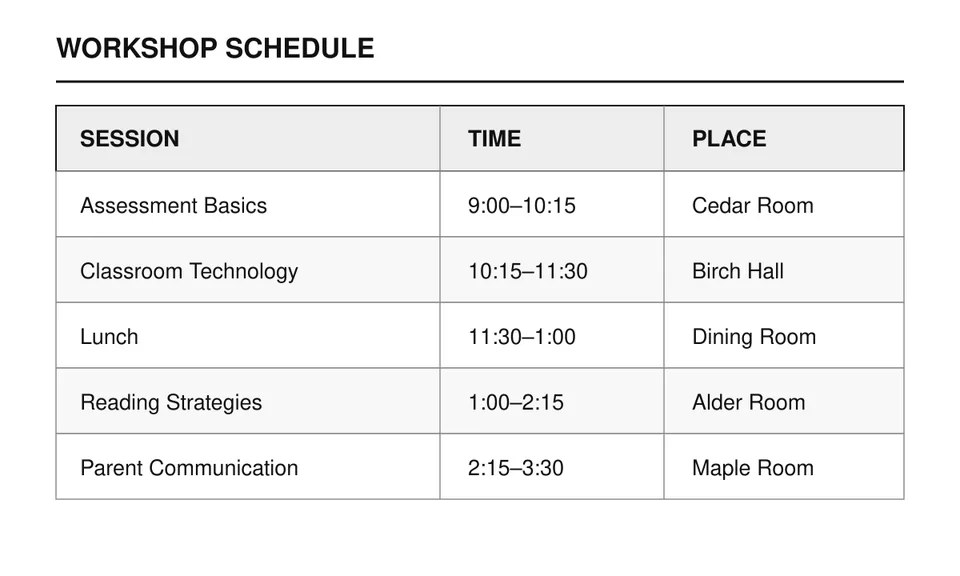 WORKSHOP SCHEDULE
SESSION TIME PLACE
Assessment Basics 9:00–10:15 Cedar Room
Classroom Technology 10:15–11:30 Birch Hall
Lunch 11:30–1:00 Dining Room
Reading Strategies 1:00–2:15 Alder Room
Parent Communication 2:15–3:30 Maple Room